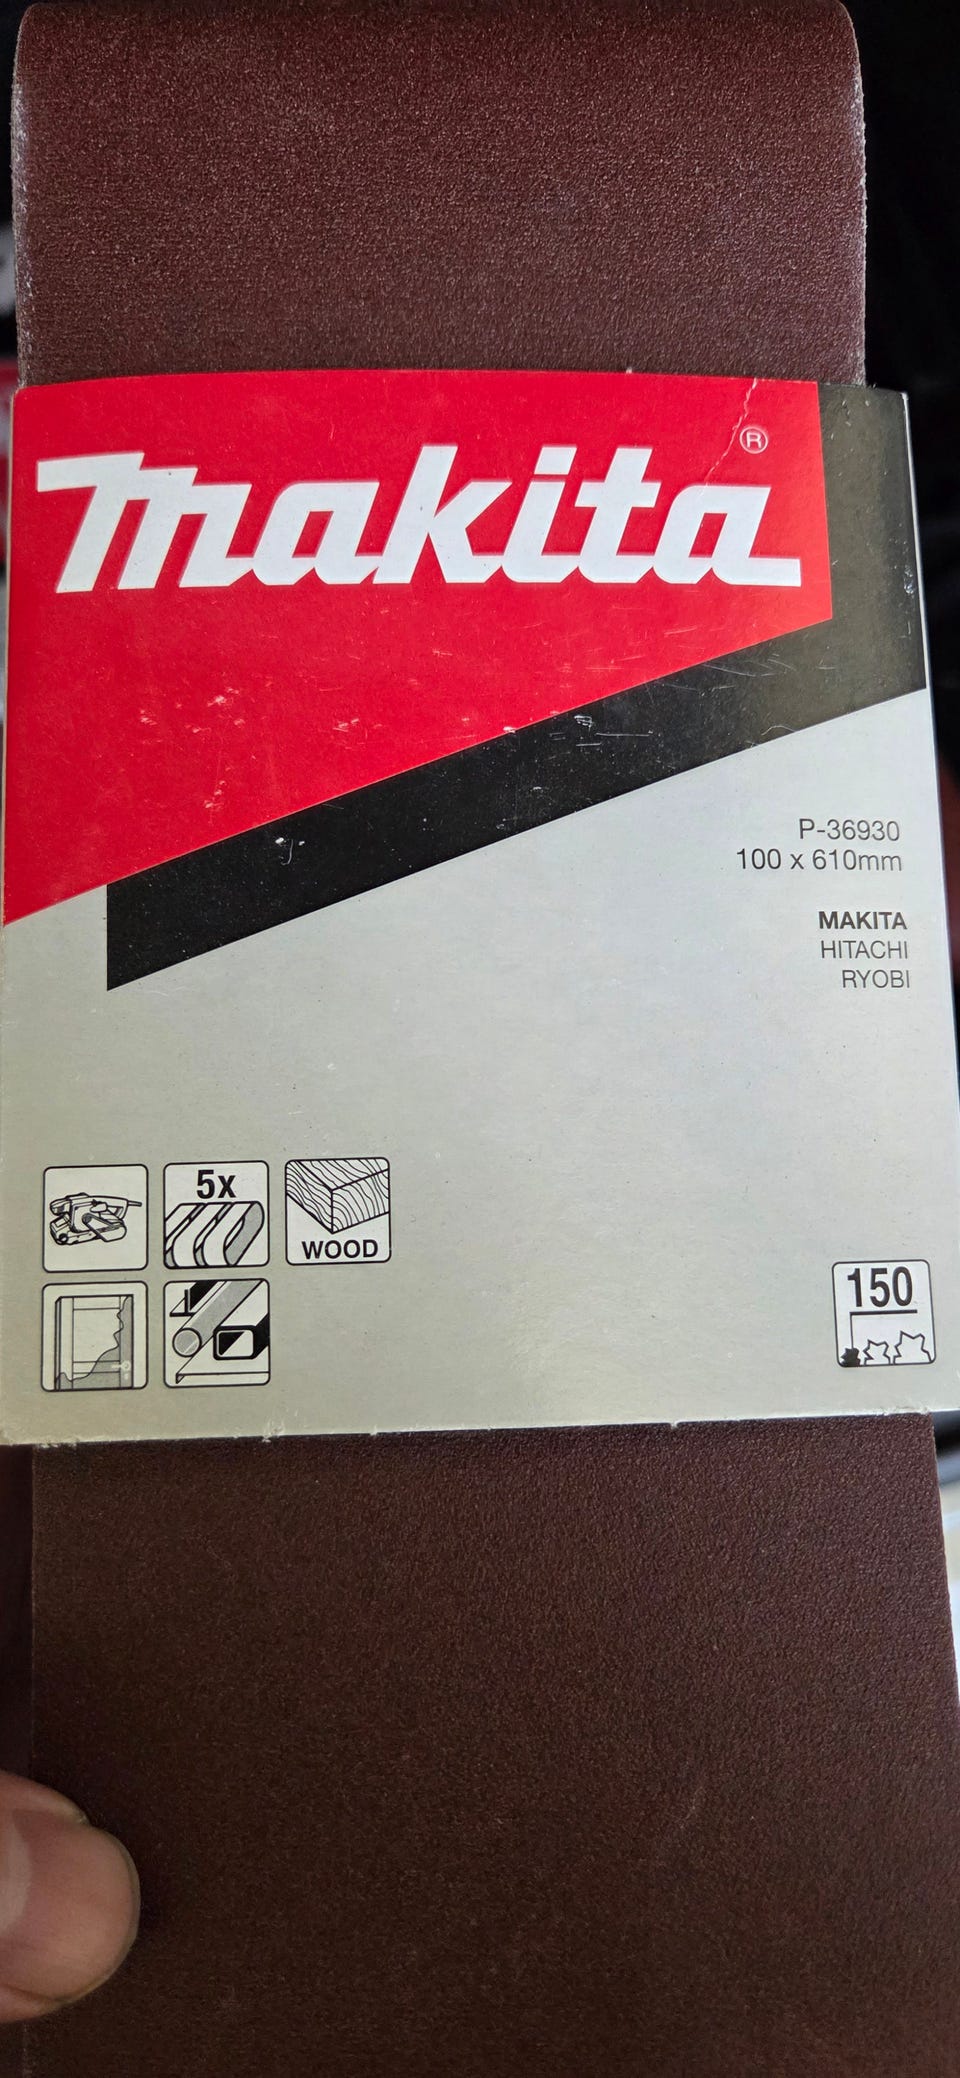 makita®
P-36930
100 x 610mm
MAKITA
HITACHI
RYOBI
5x
WOOD
150